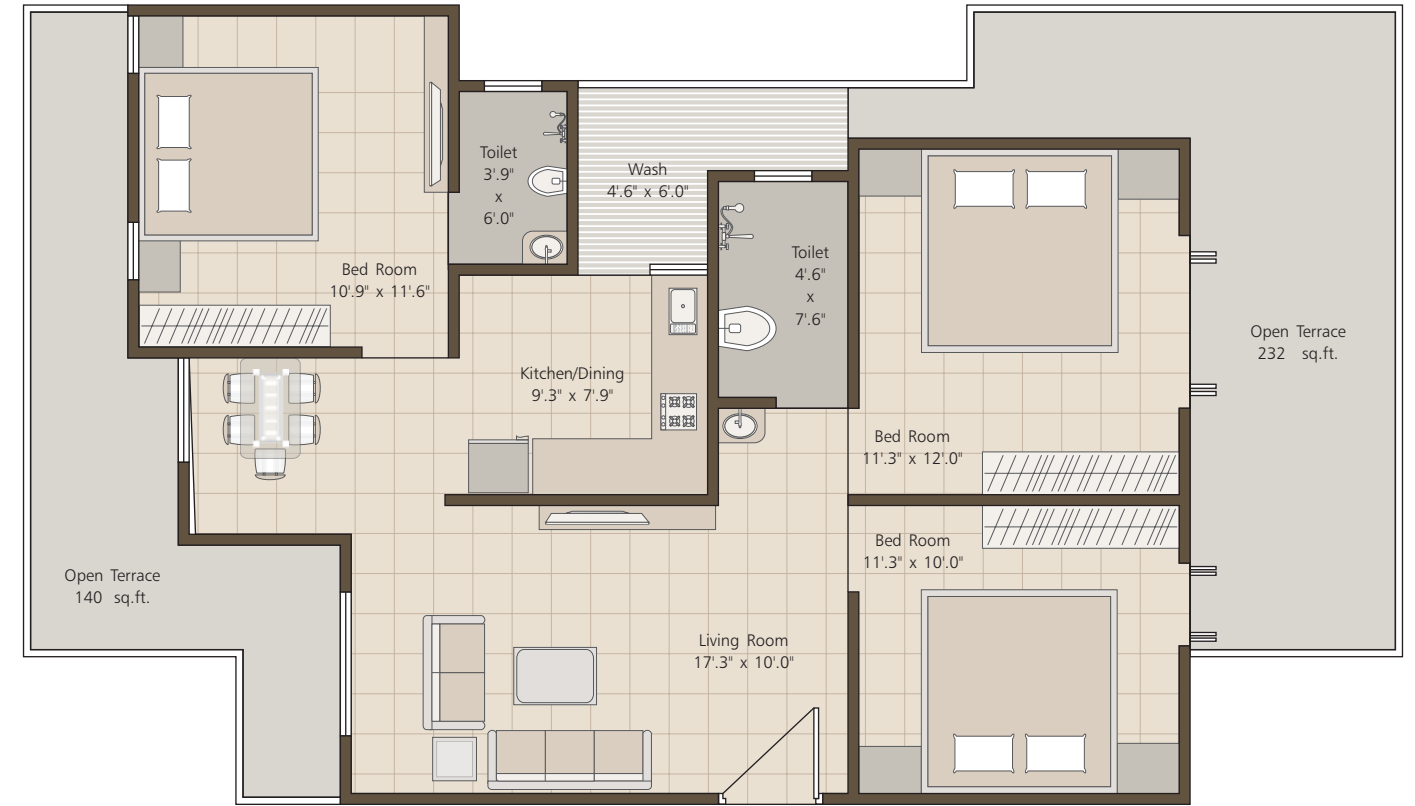 Toilet
3'.9"
x
6'.0"
Wash
4'.6" x 6'.0"
Toilet
4'.6"
x
7'.6"
Bed Room
10'.9" x 11'.6"
Open Terrace
232 sq.ft.
Kitchen/Dining
9'.3" x 7'.9"
Bed Room
11'.3" x 12'.0"
Bed Room
11'.3" x 10'.0"
Open Terrace
140 sq.ft.
Living Room
17'.3" x 10'.0"